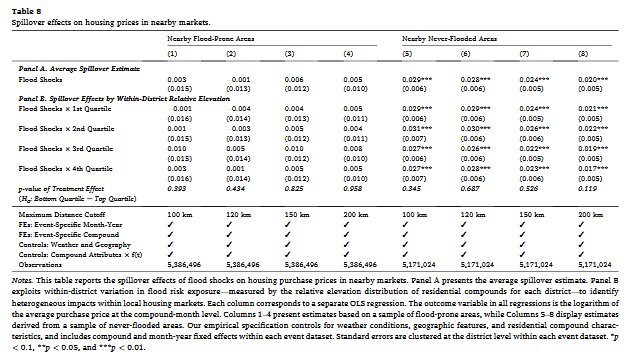 Table 8
Spillover effects on housing prices in nearby markets.
Nearby Flood-Prone Areas Nearby Never-Flooded Areas
(1) (2) (3) (4) (5) (6) (7) (8)
Panel A. Average Spillover Estimate
Flood Shocks 0.003 -0.001 0.006 0.005 0.029*** 0.028*** 0.024*** 0.020***
(0.015) (0.013) (0.012) (0.010) (0.006) (0.006) (0.005) (0.005)
Panel B. Spillover Effects by Within-District Relative Elevation
Flood Shocks × 1st Quartile -0.001 -0.004 0.004 0.005 0.029*** 0.029*** 0.024*** 0.021***
(0.016) (0.014) (0.013) (0.011) (0.006) (0.006) (0.005) (0.005)
Flood Shocks × 2nd Quartile 0.001 -0.003 0.005 0.004 0.031*** 0.030*** 0.026*** 0.022***
(0.015) (0.013) (0.012) (0.011) (0.007) (0.006) (0.005) (0.005)
Flood Shocks × 3rd Quartile 0.010 0.005 0.010 0.008 0.027*** 0.026*** 0.022*** 0.019***
(0.015) (0.014) (0.012) (0.010) (0.006) (0.006) (0.005) (0.005)
Flood Shocks × 4th Quartile 0.003 0.001 0.005 0.005 0.027*** 0.028*** 0.023*** 0.017***
(0.016) (0.014) (0.012) (0.010) (0.007) (0.006) (0.006) (0.005)
p-value of Treatment Effect 0.393 0.434 0.825 0.958 0.345 0.687 0.526 0.119
(H₀: Bottom Quartile = Top Quartile)
Maximum Distance Cutoff 100 km 120 km 150 km 200 km 100 km 120 km 150 km 200 km
FEs: Event-Specific Month-Year ✓ ✓ ✓ ✓ ✓ ✓ ✓ ✓
FEs: Event-Specific Compound ✓ ✓ ✓ ✓ ✓ ✓ ✓ ✓
Controls: Weather and Geography ✓ ✓ ✓ ✓ ✓ ✓ ✓ ✓
Controls: Compound Attributes × f(t) ✓ ✓ ✓ ✓ ✓ ✓ ✓ ✓
Observations 5,386,496 5,386,496 5,386,496 5,386,496 5,171,024 5,171,024 5,171,024 5,171,024
Notes. This table reports the spillover effects of flood shocks on housing purchase prices in nearby markets. Panel A presents the average spillover estimate. Panel B
exploits within-district variation in flood risk exposure—measured by the relative elevation distribution of residential compounds for each district—to identify
heterogeneous impacts within local housing markets. Each column corresponds to a separate OLS regression. The outcome variable in all regressions is the logarithm of
the average purchase price at the compound-month level. Columns 1–4 present estimates based on a sample of flood-prone areas, while Columns 5–8 display estimates
derived from a sample of never-flooded areas. Our empirical specification controls for weather conditions, geographic features, and residential compound charac-
teristics, and includes compound and month-year fixed effects within each event dataset. Standard errors are clustered at the district level within each event dataset. *p
< 0.1, **p < 0.05, and ***p < 0.01.